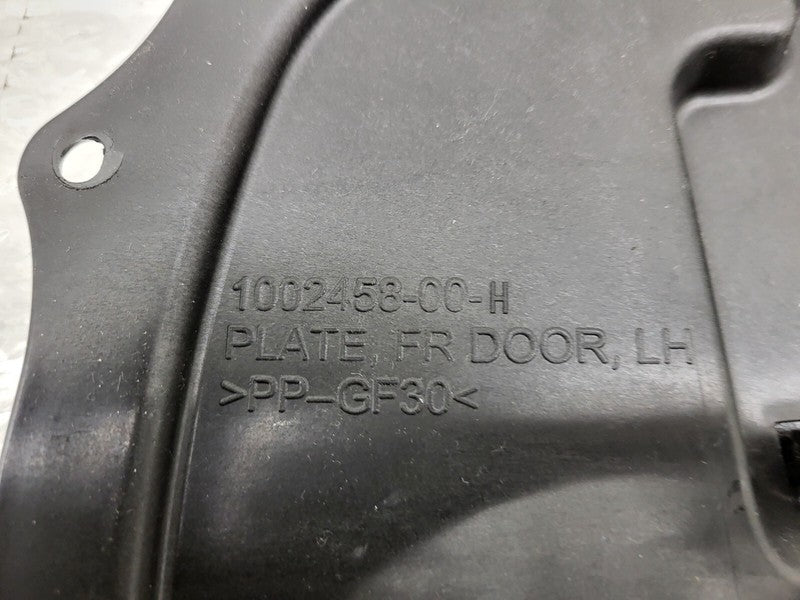 1002458-00-H
PLATE, FR DOOR, LH
>PP-GF30<